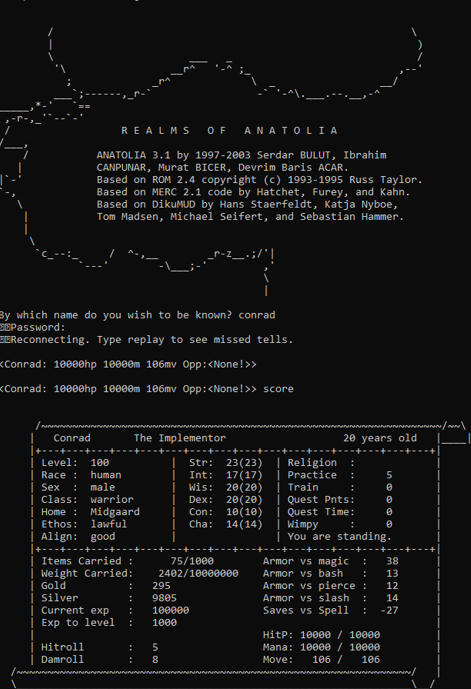 R E A L M S   O F   A N A T O L I A
ANATOLIA 3.1 by 1997-2003 Serdar BULUT, Ibrahim
CANPUNAR, Murat BICER, Devrim Baris ACAR.
Based on ROM 2.4 copyright (c) 1993-1995 Russ Taylor.
Based on MERC 2.1 code by Hatchet, Furey, and Kahn.
Based on DikuMUD by Hans Staerfeldt, Katja Nyboe,
Tom Madsen, Michael Seifert, and Sebastian Hammer.
By which name do you wish to be known? conrad
Password:
Reconnecting. Type replay to see missed tells.
<Conrad: 10000hp 10000m 106mv Opp:<None!>>
<Conrad: 10000hp 10000m 106mv Opp:<None!>> score
Conrad The Implementor 20 years old
Level: 100 | Str: 23(23) | Religion :
Race : human | Int: 17(17) | Practice : 5
Sex : male | Wis: 20(20) | Train : 0
Class: warrior | Dex: 20(20) | Quest Pnts: 0
Home : Midgaard | Con: 10(10) | Quest Time: 0
Ethos: lawful | Cha: 14(14) | Wimpy : 0
Align: good | | You are standing.
Items Carried : 75/1000 Armor vs magic : 38
Weight Carried: 2402/10000000 Armor vs bash : 13
Gold : 295 Armor vs pierce : 12
Silver : 9805 Armor vs slash : 14
Current exp : 100000 Saves vs Spell : -27
Exp to level : 1000
HitP: 10000 / 10000
Hitroll : 5 Mana: 10000 / 10000
Damroll : 8 Move: 106 / 106